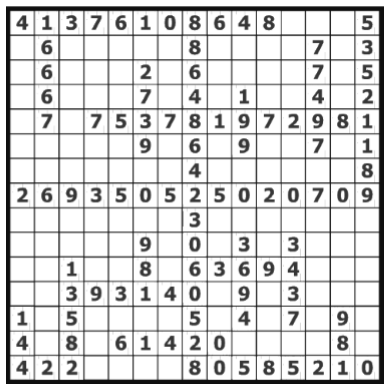 4 1 3 7 6 1 0 8 6 4 8 5
6 8 7 3
6 2 6 7 5
6 7 4 1 4 2
7 7 5 3 7 8 1 9 7 2 9 8 1
9 6 9 7 1
4 8
2 6 9 3 5 0 5 2 5 0 2 0 7 0 9
3
9 0 3 3
1 8 6 3 6 9 4
3 9 3 1 4 0 9 3
1 5 5 4 7 9
4 8 6 1 4 2 0 8
4 2 2 8 0 5 8 5 2 1 0